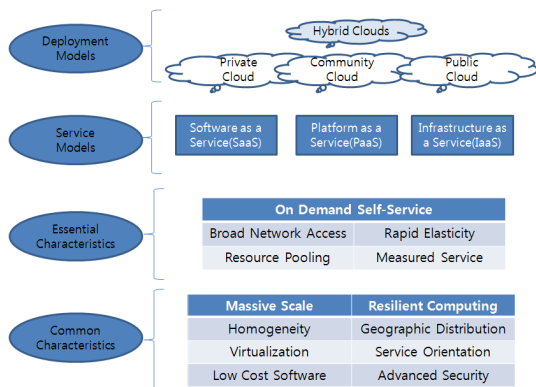 Deployment
Models
Hybrid Clouds
Private
Cloud
Community
Cloud
Public
Cloud
Service
Models
Software as a
Service(SaaS)
Platform as a
Service(PaaS)
Infrastructure as
a Service(IaaS)
Essential
Characteristics
On Demand Self-Service
Broad Network Access
Rapid Elasticity
Resource Pooling
Measured Service
Common
Characteristics
Massive Scale
Resilient Computing
Homogeneity
Geographic Distribution
Virtualization
Service Orientation
Low Cost Software
Advanced Security